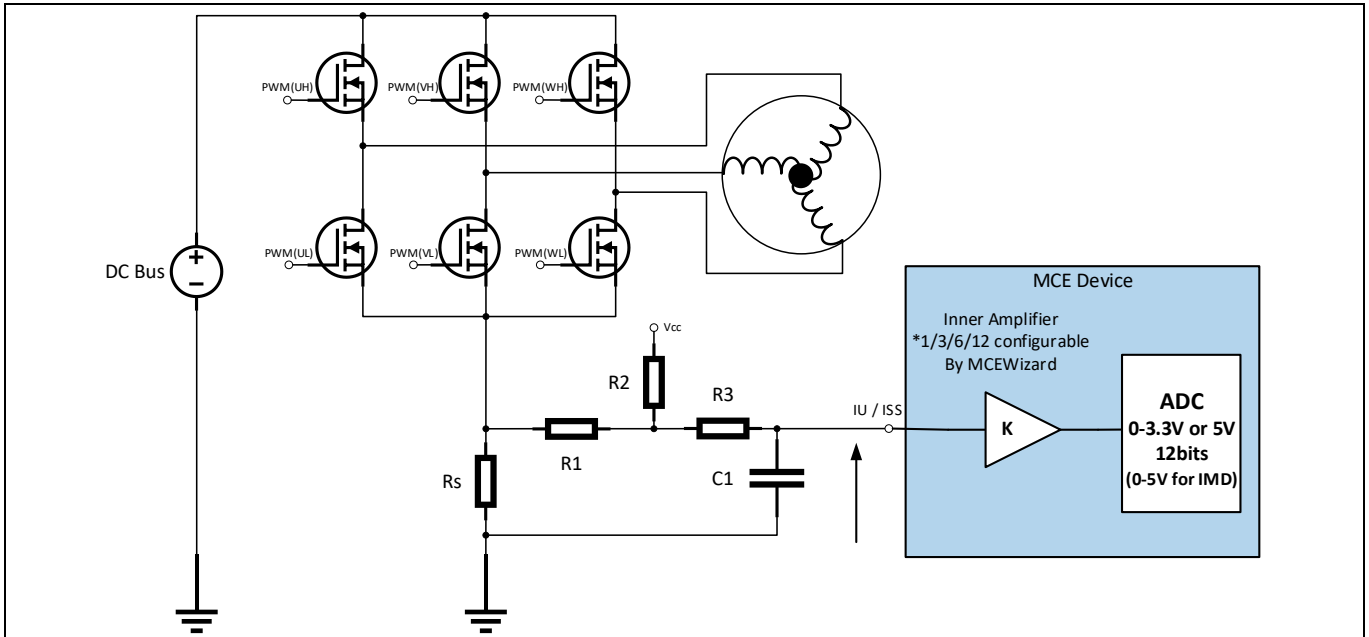 PWM(UH)
PWM(VH)
PWM(WH)
PWM(UL)
PWM(VL)
PWM(WL)
DC Bus
+
−
Vcc
R2
R3
R1
Rs
C1
IU / ISS
MCE Device
Inner Amplifier
*1/3/6/12 configurable
By MCEWizard
K
ADC
0-3.3V or 5V
12bits
(0-5V for IMD)